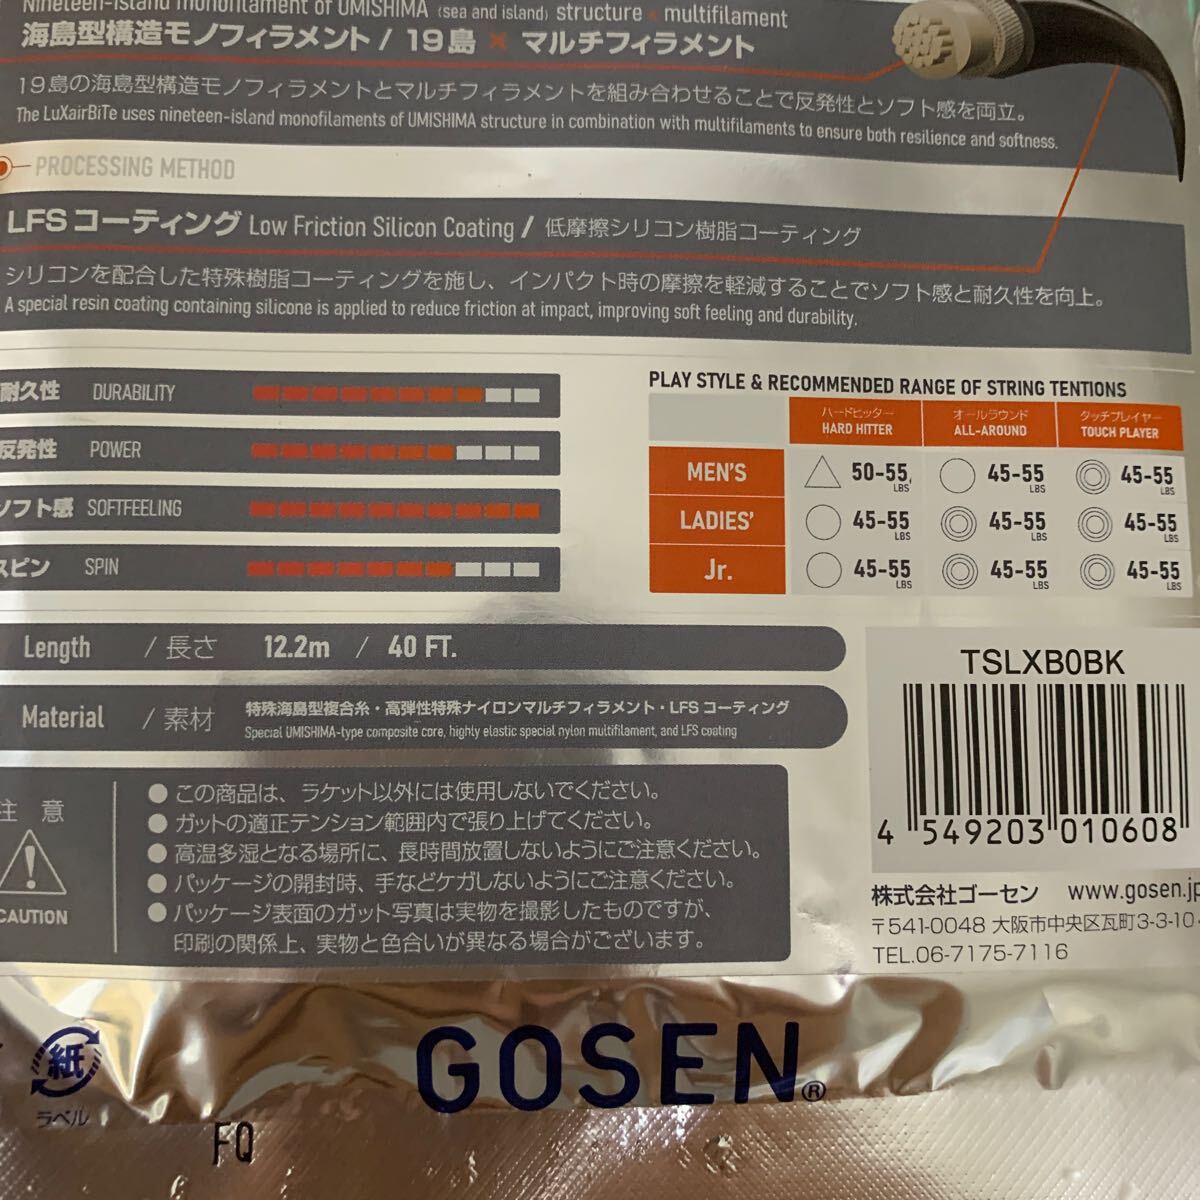 Nineteen-island monofilament of UMISHIMA (sea and island) structure × multifilament
海島型構造モノフィラメント / 19島 × マルチフィラメント
19島の海島型構造モノフィラメントとマルチフィラメントを組み合わせることで反発性とソフト感を両立。
The LuXairBiTe uses nineteen-island monofilaments of UMISHIMA structure in combination with multifilaments to ensure both resilience and softness.
PROCESSING METHOD
LFSコーティング Low Friction Silicon Coating / 低摩擦シリコン樹脂コーティング
シリコンを配合した特殊樹脂コーティングを施し、インパクト時の摩擦を軽減することでソフト感と耐久性を向上。
A special resin coating containing silicone is applied to reduce friction at impact, improving soft feeling and durability.
耐久性 DURABILITY
反発性 POWER
ソフト感 SOFTFEELING
スピン SPIN
PLAY STYLE & RECOMMENDED RANGE OF STRING TENTIONS
ハードヒッター オールラウンド タッチプレイヤー
HARD HITTER ALL-AROUND TOUCH PLAYER
MEN'S △ 50-55 LBS ○ 45-55 LBS ◎ 45-55 LBS
LADIES' ○ 45-55 LBS ◎ 45-55 LBS ◎ 45-55 LBS
Jr. ○ 45-55 LBS ◎ 45-55 LBS ◎ 45-55 LBS
Length / 長さ 12.2m / 40 FT.
Material / 素材 特殊海島型複合糸・高弾性特殊ナイロンマルチフィラメント・LFS コーティング
Special UMISHIMA-type composite core, highly elastic special nylon multifilament, and LFS coating
注意
CAUTION
● この商品は、ラケット以外には使用しないでください。
● ガットの適正テンション範囲内で張り上げてください。
● 高温多湿となる場所に、長時間放置しないようにご注意ください。
● パッケージの開封時、手などケガしないようにご注意ください。
● パッケージ表面のガット写真は実物を撮影したものですが、
印刷の関係上、実物と色合いが異なる場合がございます。
TSLXB0BK
4 549203 010608
株式会社ゴーセン www.gosen.jp
〒541-0048 大阪市中央区瓦町3-3-10
TEL.06-7175-7116
紙
ラベル
GOSEN®
FQ